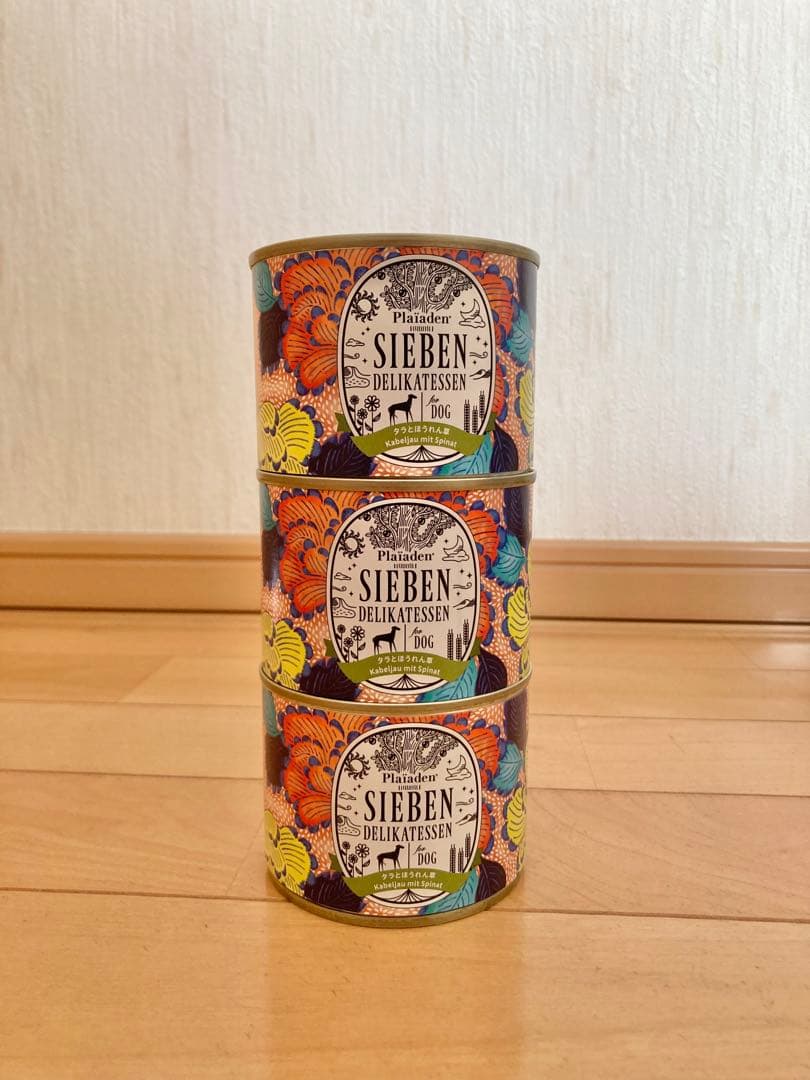 Plaïaden®
SIEBEN
DELIKATESSEN
for
DOG
タラとほうれん草
Kabeljau mit Spinat
Plaïaden®
SIEBEN
DELIKATESSEN
for
DOG
タラとほうれん草
Kabeljau mit Spinat
Plaïaden®
SIEBEN
DELIKATESSEN
for
DOG
タラとほうれん草
Kabeljau mit Spinat